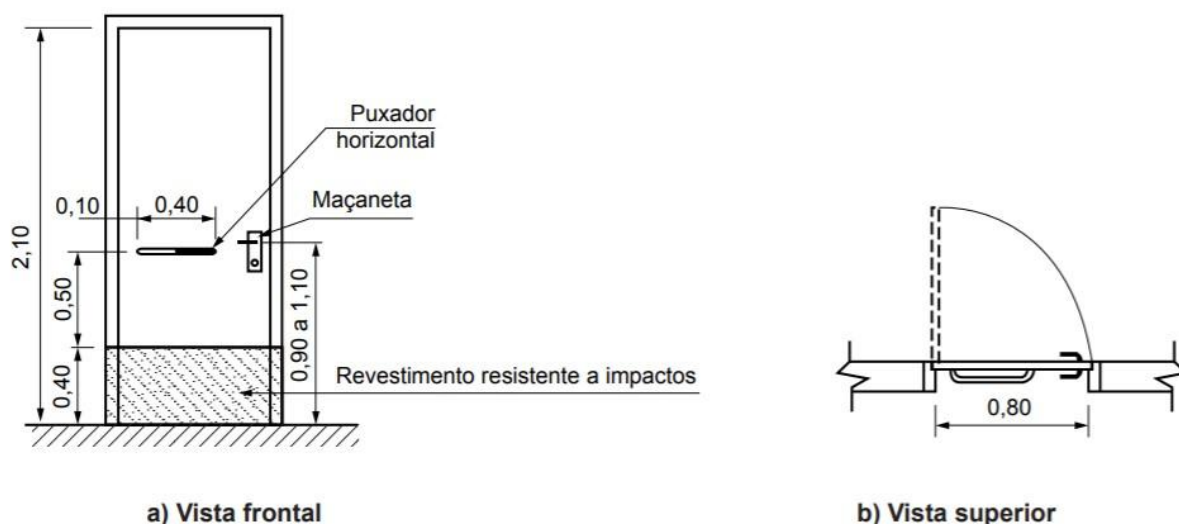 Puxador
horizontal
Maçaneta
0,10
0,40
2,10
0,50
0,90 a 1,10
0,40
Revestimento resistente a impactos
0,80
a) Vista frontal
b) Vista superior